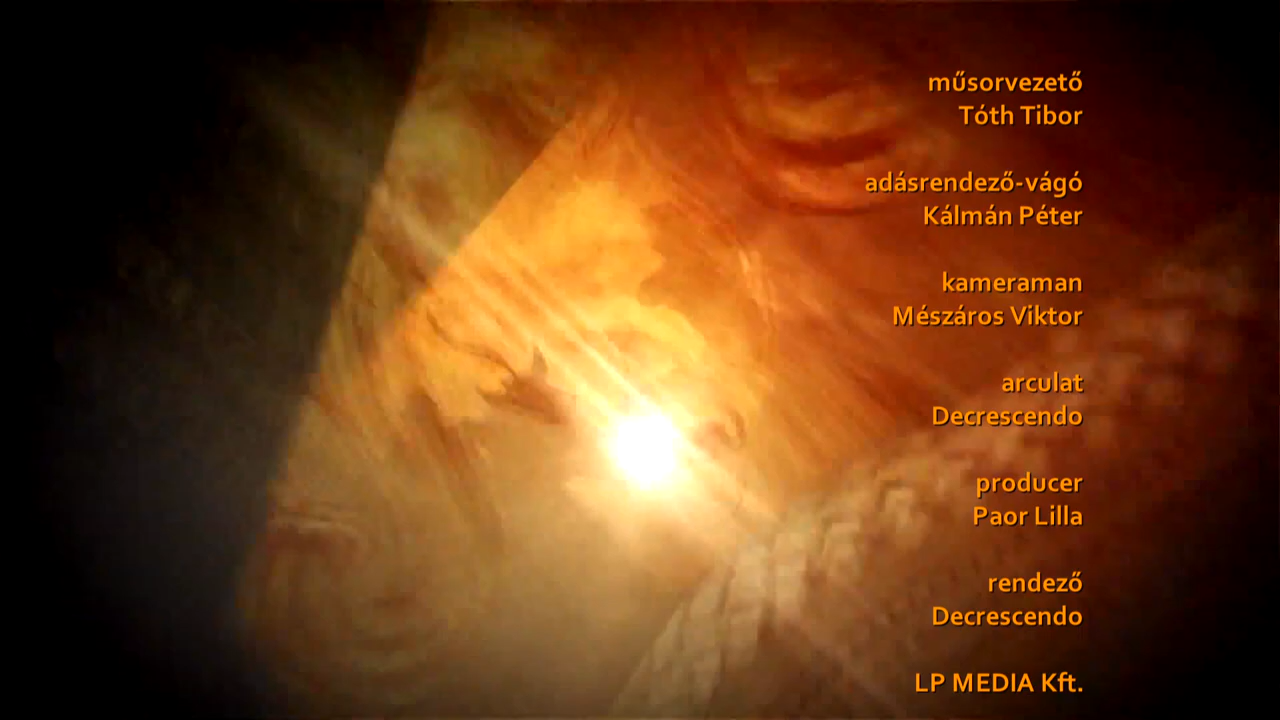 műsorvezető
Tóth Tibor
adásrendező-vágó
Kálmán Péter
kameraman
Mészáros Viktor
arculat
Decrescendo
producer
Paor Lilla
rendező
Decrescendo
LP MEDIA Kft.